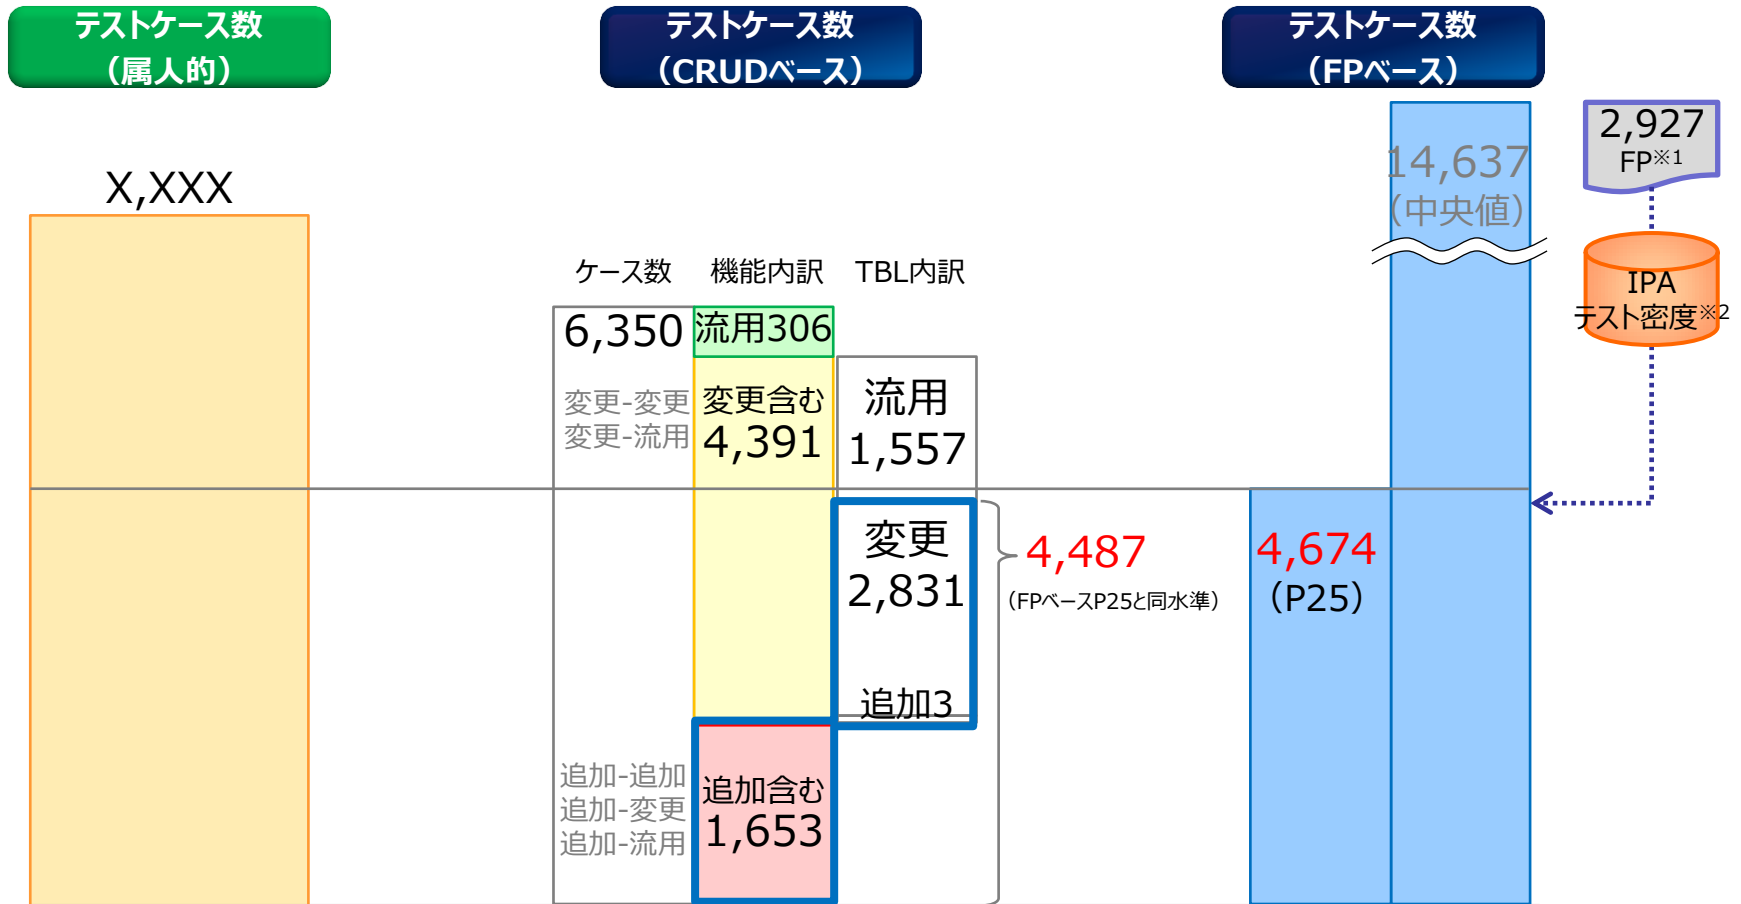 テストケース数
（属人的）
テストケース数
（CRUDベース）
テストケース数
（FPベース）
X,XXX
ケース数
機能内訳
TBL内訳
6,350
変更-変更
変更-流用
追加-追加
追加-変更
追加-流用
流用306
変更含む
4,391
追加含む
1,653
流用
1,557
変更
2,831
追加3
4,487
（FPベースP25と同水準）
4,674
（P25）
14,637
（中央値）
2,927
FP※1
IPA
テスト密度※2